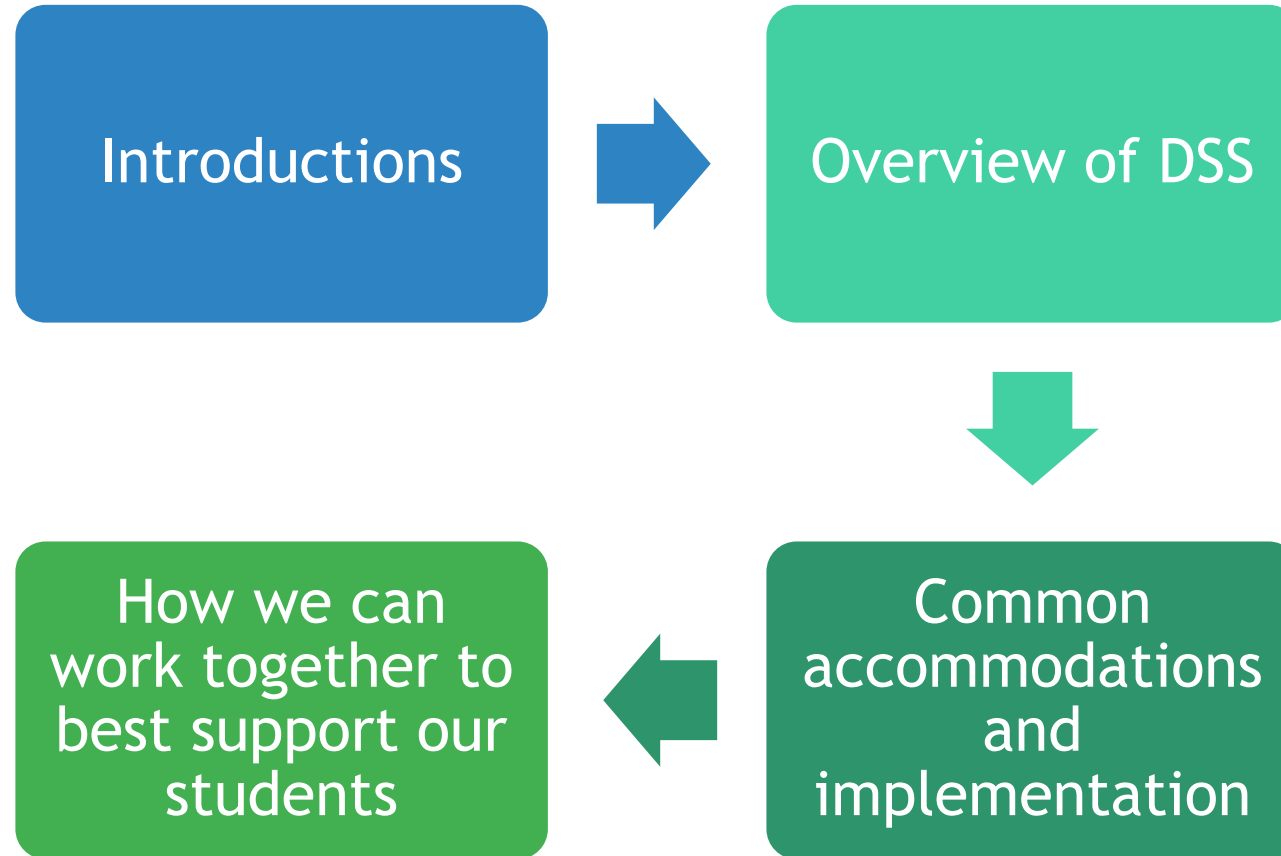 Introductions
Overview of DSS
Common
accommodations
and
implementation
How we can
work together to
best support our
students